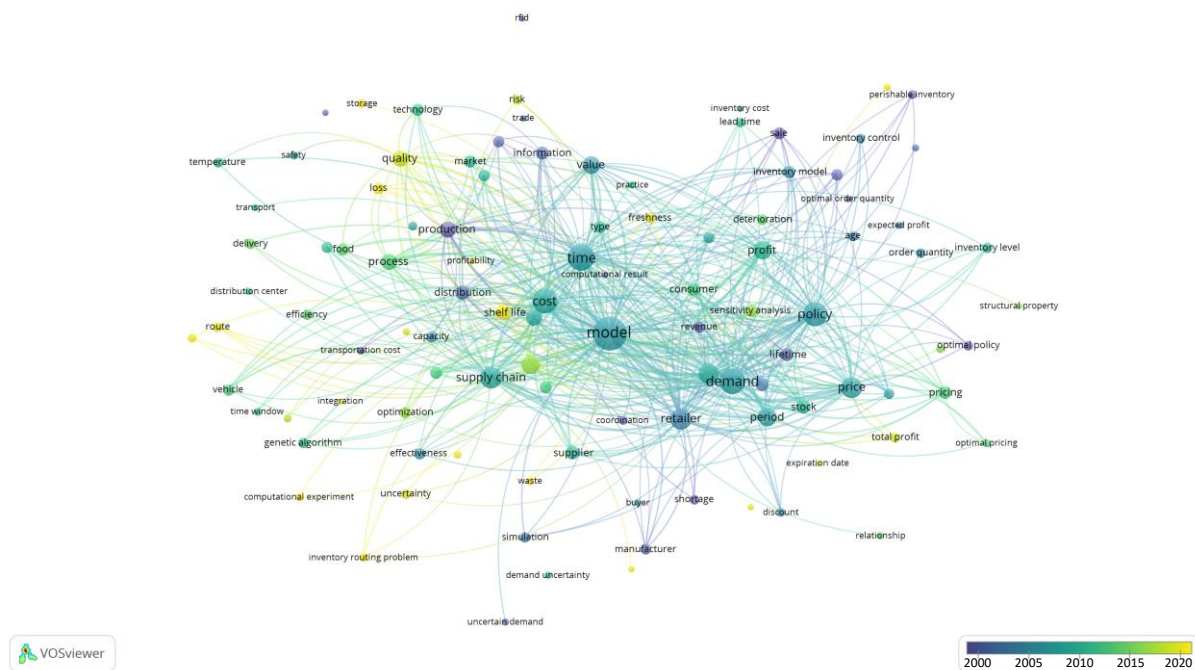 rfid
perishable inventory
storage
risk
technology
inventory cost
trade
lead time
sale
inventory control
information
safety
quality
market
value
temperature
inventory model
practice
loss
optimal order quantity
transport
freshness
deterioration
expected profit
type
production
age
delivery
food
profit
inventory level
order quantity
time
process
profitability
computational result
consumer
distribution center
distribution
cost
structural property
sensitivity analysis
shelf life
policy
efficiency
route
revenue
model
capacity
optimal policy
transportation cost
lifetime
supply chain
demand
price
vehicle
pricing
integration
stock
time window
optimization
period
retailer
coordination
total profit
genetic algorithm
optimal pricing
effectiveness
supplier
expiration date
waste
uncertainty
computational experiment
shortage
buyer
discount
relationship
simulation
manufacturer
inventory routing problem
demand uncertainty
uncertain demand
VOSviewer
2000 2005 2010 2015 2020